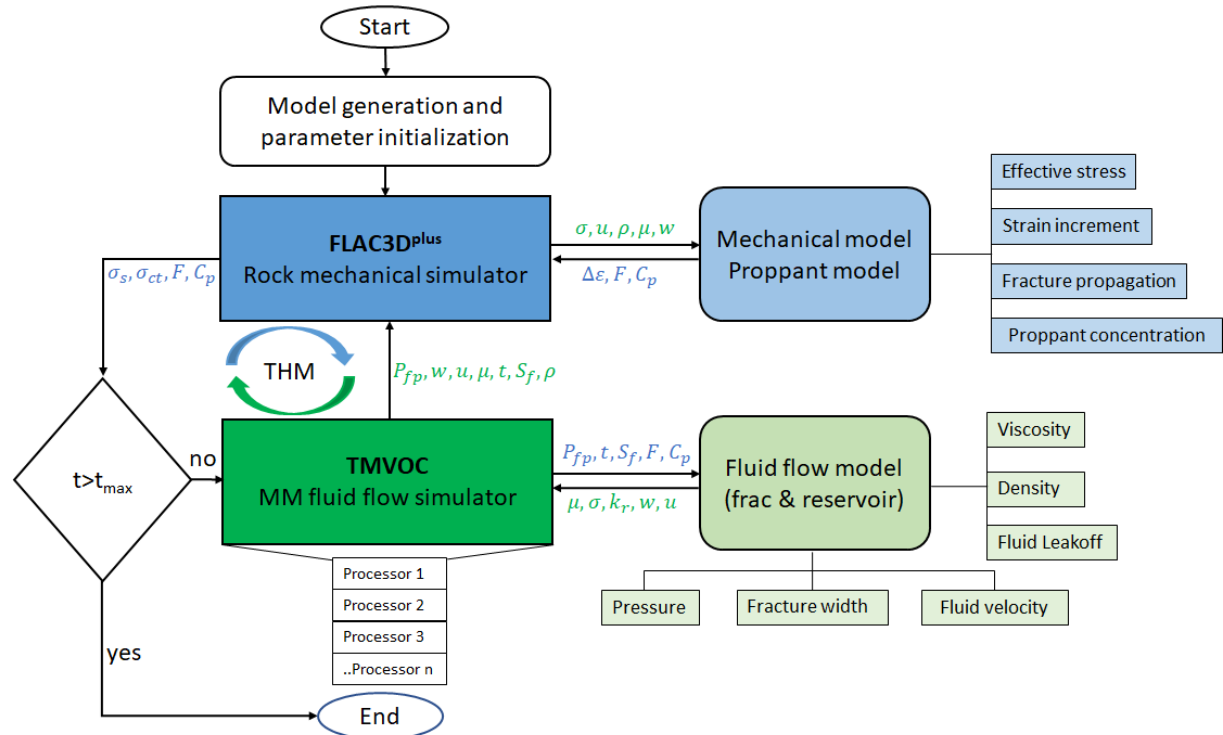 Start
Model generation and
parameter initialization
FLAC3Dplus
Rock mechanical simulator
σ, u, ρ, μ, w
Δε, F, Cp
Mechanical model
Proppant model
Effective stress
Strain increment
Fracture propagation
Proppant concentration
σs, σct, F, Cp
THM
Pfp, w, u, μ, t, Sf, ρ
t>tmax
no
yes
TMVOC
MM fluid flow simulator
Pfp, t, Sf, F, Cp
μ, σ, kr, w, u
Fluid flow model
(frac & reservoir)
Viscosity
Density
Fluid Leakoff
Pressure
Fracture width
Fluid velocity
Processor 1
Processor 2
Processor 3
..Processor n
End